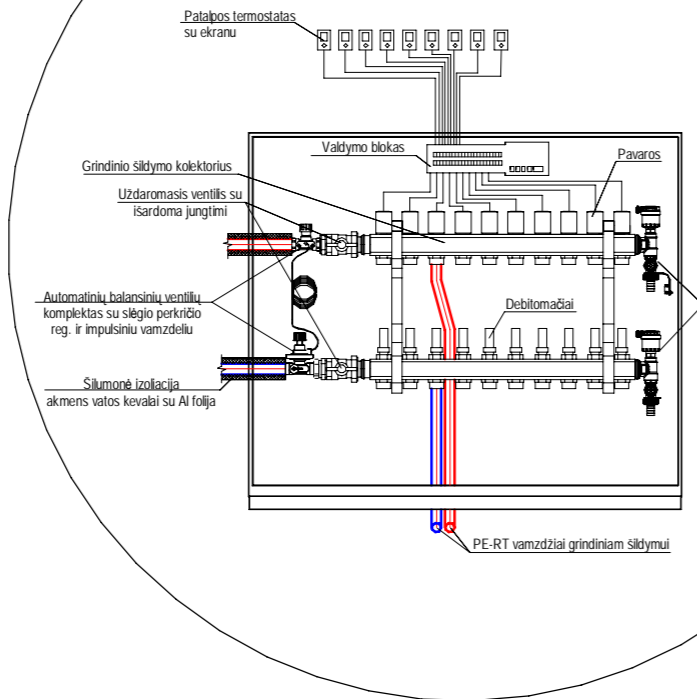 Patalpos termostatas
su ekranu
Valdymo blokas
Pavaros
Grindinio šildymo kolektorius
Uždaromasis ventilis su
išardoma jungtimi
Automatinių balansinių ventilių
komplektas su slėgio perkričio
reg. ir impulsiniu vamzdeliu
Debitomačiai
Šilumonė izoliacija
akmens vatos kevalai su Al folija
PE-RT vamzdžiai grindiniam šildymui